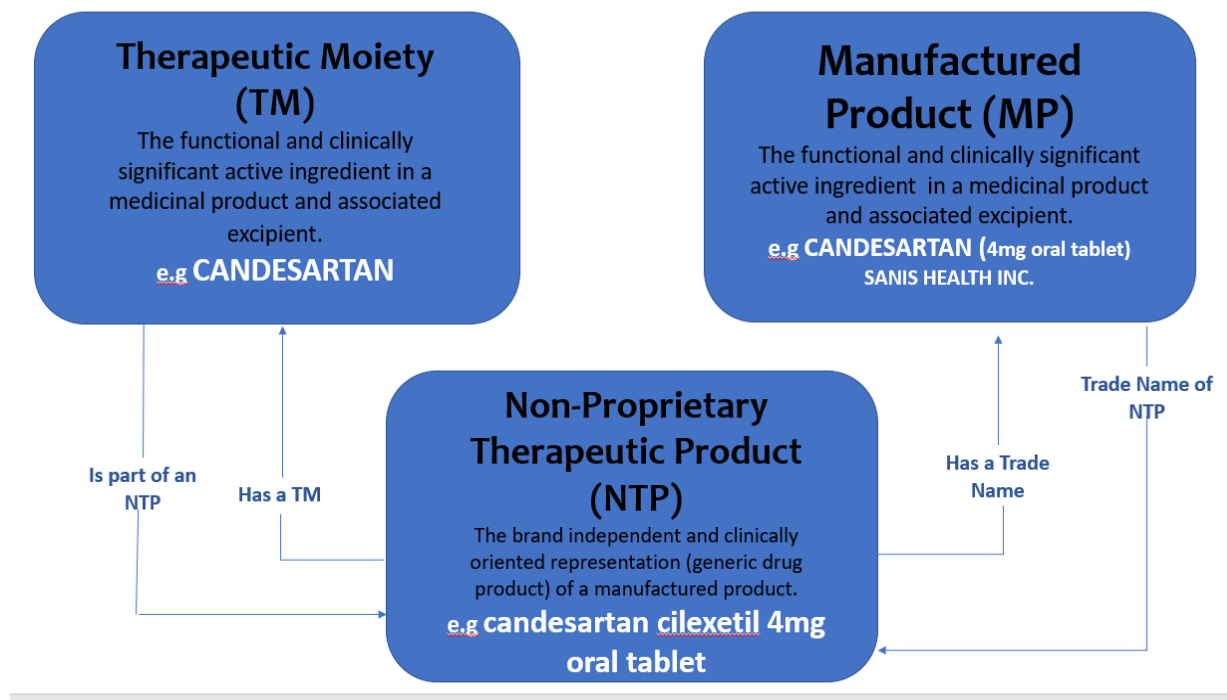 Therapeutic Moiety
(TM)
The functional and clinically
significant active ingredient in a
medicinal product and associated
excipient.
e.g CANDESARTAN
Manufactured
Product (MP)
The functional and clinically significant
active ingredient  in a medicinal product
and associated excipient.
e.g CANDESARTAN (4mg oral tablet)
SANIS HEALTH INC.
Is part of an
NTP
Has a TM
Non-Proprietary
Therapeutic Product
(NTP)
The brand independent and clinically
oriented representation (generic drug
product) of a manufactured product.
e.g candesartan cilexetil 4mg
oral tablet
Has a Trade
Name
Trade Name of
NTP